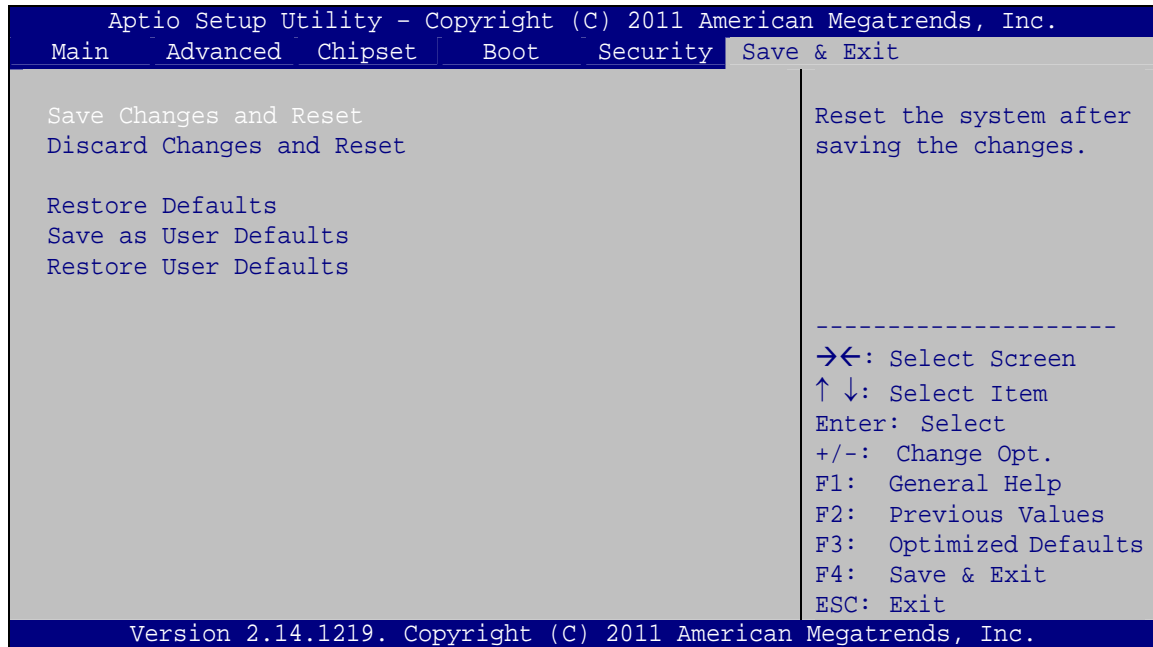 Aptio Setup Utility – Copyright (C) 2011 American Megatrends, Inc.
Main Advanced Chipset Boot Security Save & Exit
Save Changes and Reset
Discard Changes and Reset
Restore Defaults
Save as User Defaults
Restore User Defaults
Reset the system after
saving the changes.
---------------------
→←: Select Screen
↑ ↓: Select Item
Enter: Select
+/-: Change Opt.
F1: General Help
F2: Previous Values
F3: Optimized Defaults
F4: Save & Exit
ESC: Exit
Version 2.14.1219. Copyright (C) 2011 American Megatrends, Inc.